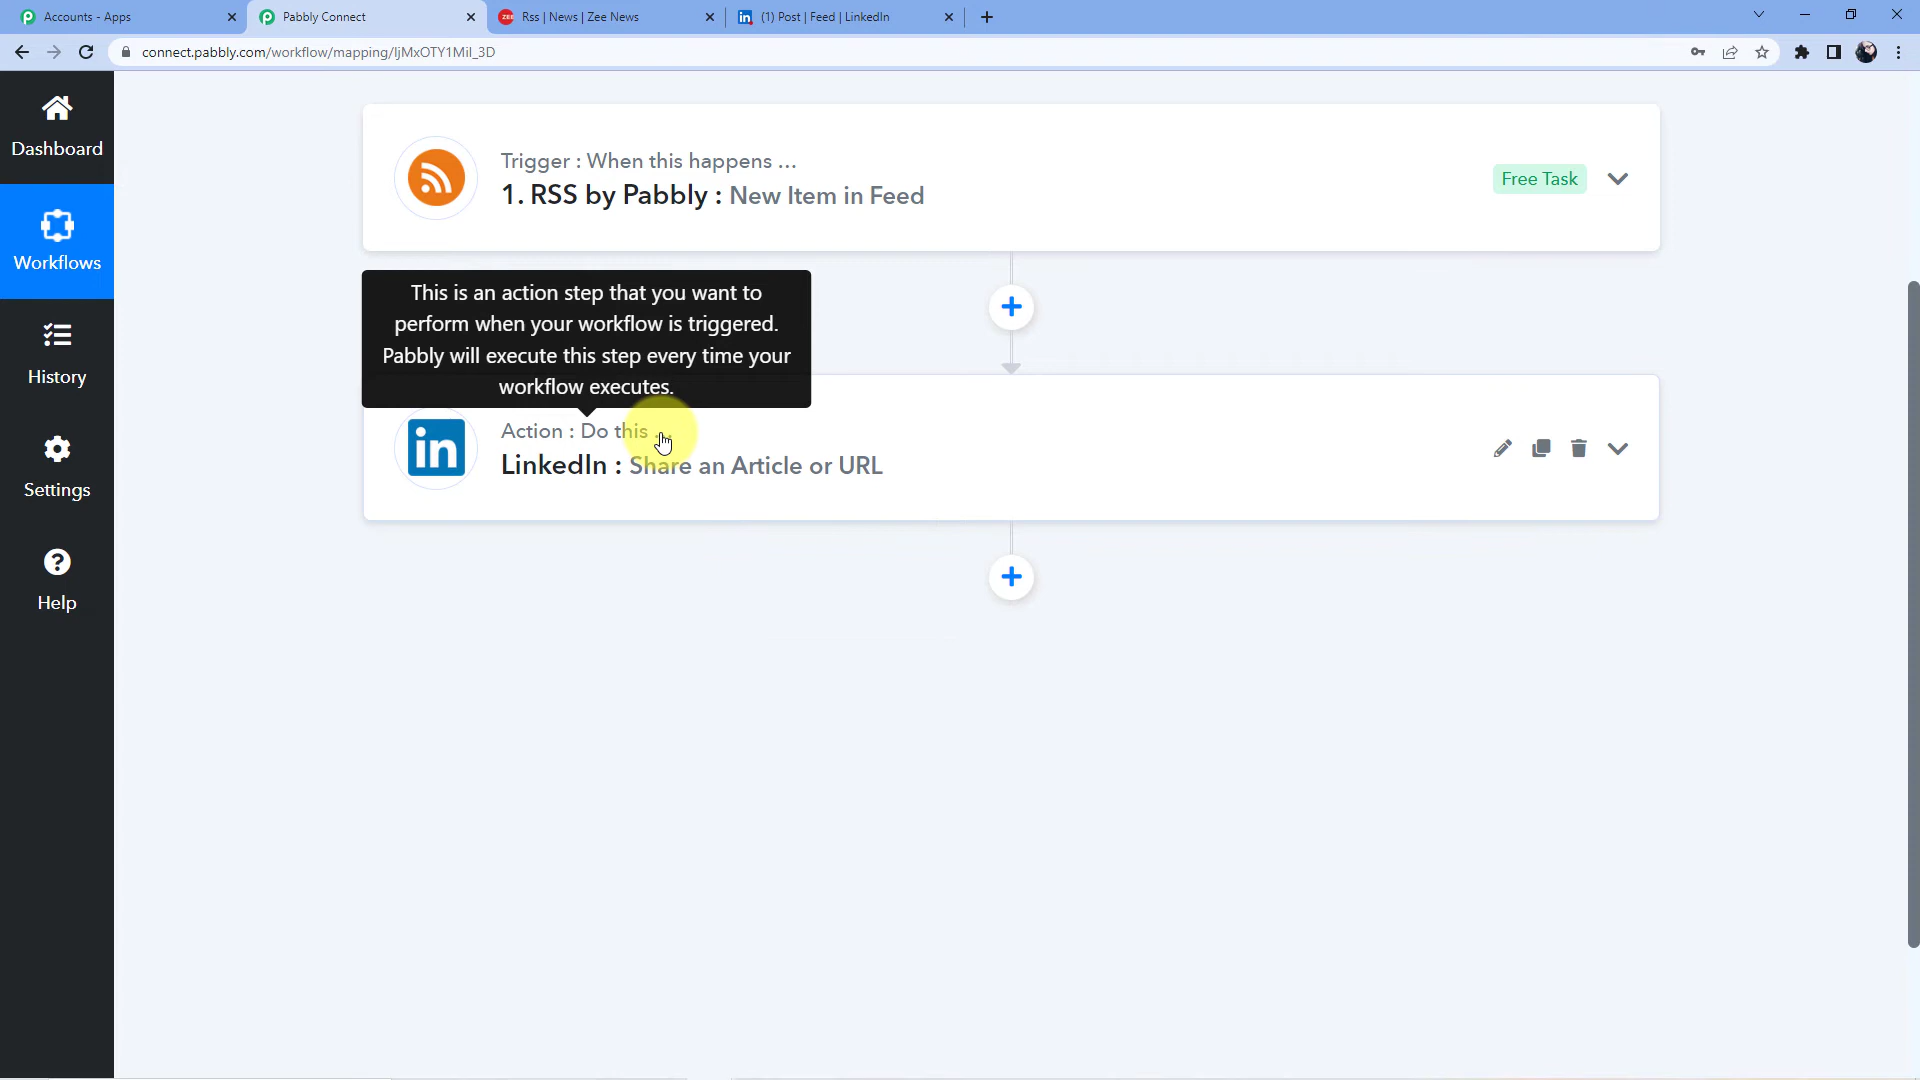 Accounts - Apps
Pabbly Connect
Rss | News | Zee News
(1) Post | Feed | LinkedIn
connect.pabbly.com/workflow/mapping/IjMxOTY1MiI_3D
Dashboard
Workflows
History
Settings
Help
Trigger : When this happens ...
1. RSS by Pabbly : New Item in Feed
Free Task
This is an action step that you want to
perform when your workflow is triggered.
Pabbly will execute this step every time your
workflow executes.
Action : Do this ...
LinkedIn : Share an Article or URL